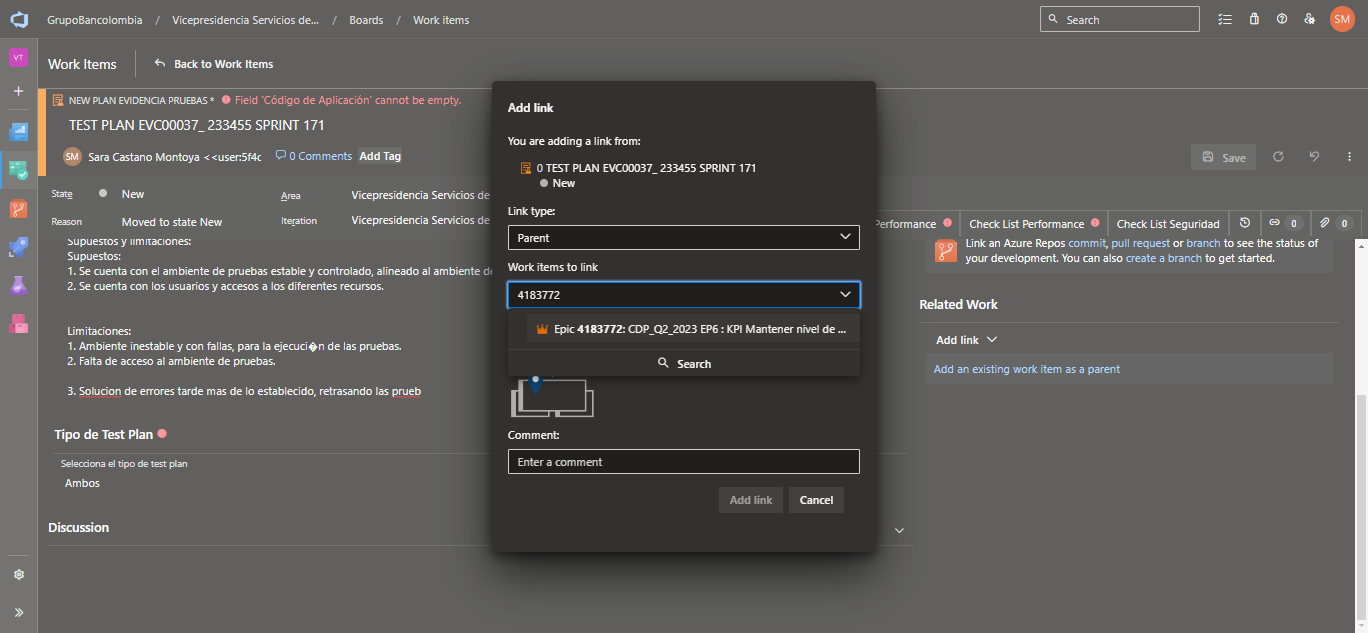 GrupoBancolombia / Vicepresidencia Servicios de... / Boards / Work items
Search
SM
VT
Work Items
Back to Work Items
NEW PLAN EVIDENCIA PRUEBAS * Field 'Código de Aplicación' cannot be empty.
TEST PLAN EVC00037_ 233455 SPRINT 171
SM Sara Castano Montoya <<user:5f4c
0 Comments
Add Tag
Save
State
New
Area
Vicepresidencia Servicios de
Reason
Moved to state New
Iteration
Vicepresidencia Servicios de
Performance
Check List Performance
Check List Seguridad
0
0
Supuestos y limitaciones:
Supuestos:
1. Se cuenta con el ambiente de pruebas estable y controlado, alineado al ambiente de
2. Se cuenta con los usuarios y accesos a los diferentes recursos.
Limitaciones:
1. Ambiente inestable y con fallas, para la ejecuci�n de las pruebas.
2. Falta de acceso al ambiente de pruebas.
3. Solucion de errores tarde mas de lo establecido, retrasando las prueb
Tipo de Test Plan
Selecciona el tipo de test plan
Ambos
Discussion
Add link
You are adding a link from:
0 TEST PLAN EVC00037_ 233455 SPRINT 171
New
Link type:
Parent
Work items to link
4183772
Epic 4183772: CDP_Q2_2023 EP6 : KPI Mantener nivel de ...
Search
Comment:
Enter a comment
Add link
Cancel
Link an Azure Repos commit, pull request or branch to see the status of
your development. You can also create a branch to get started.
Related Work
Add link
Add an existing work item as a parent